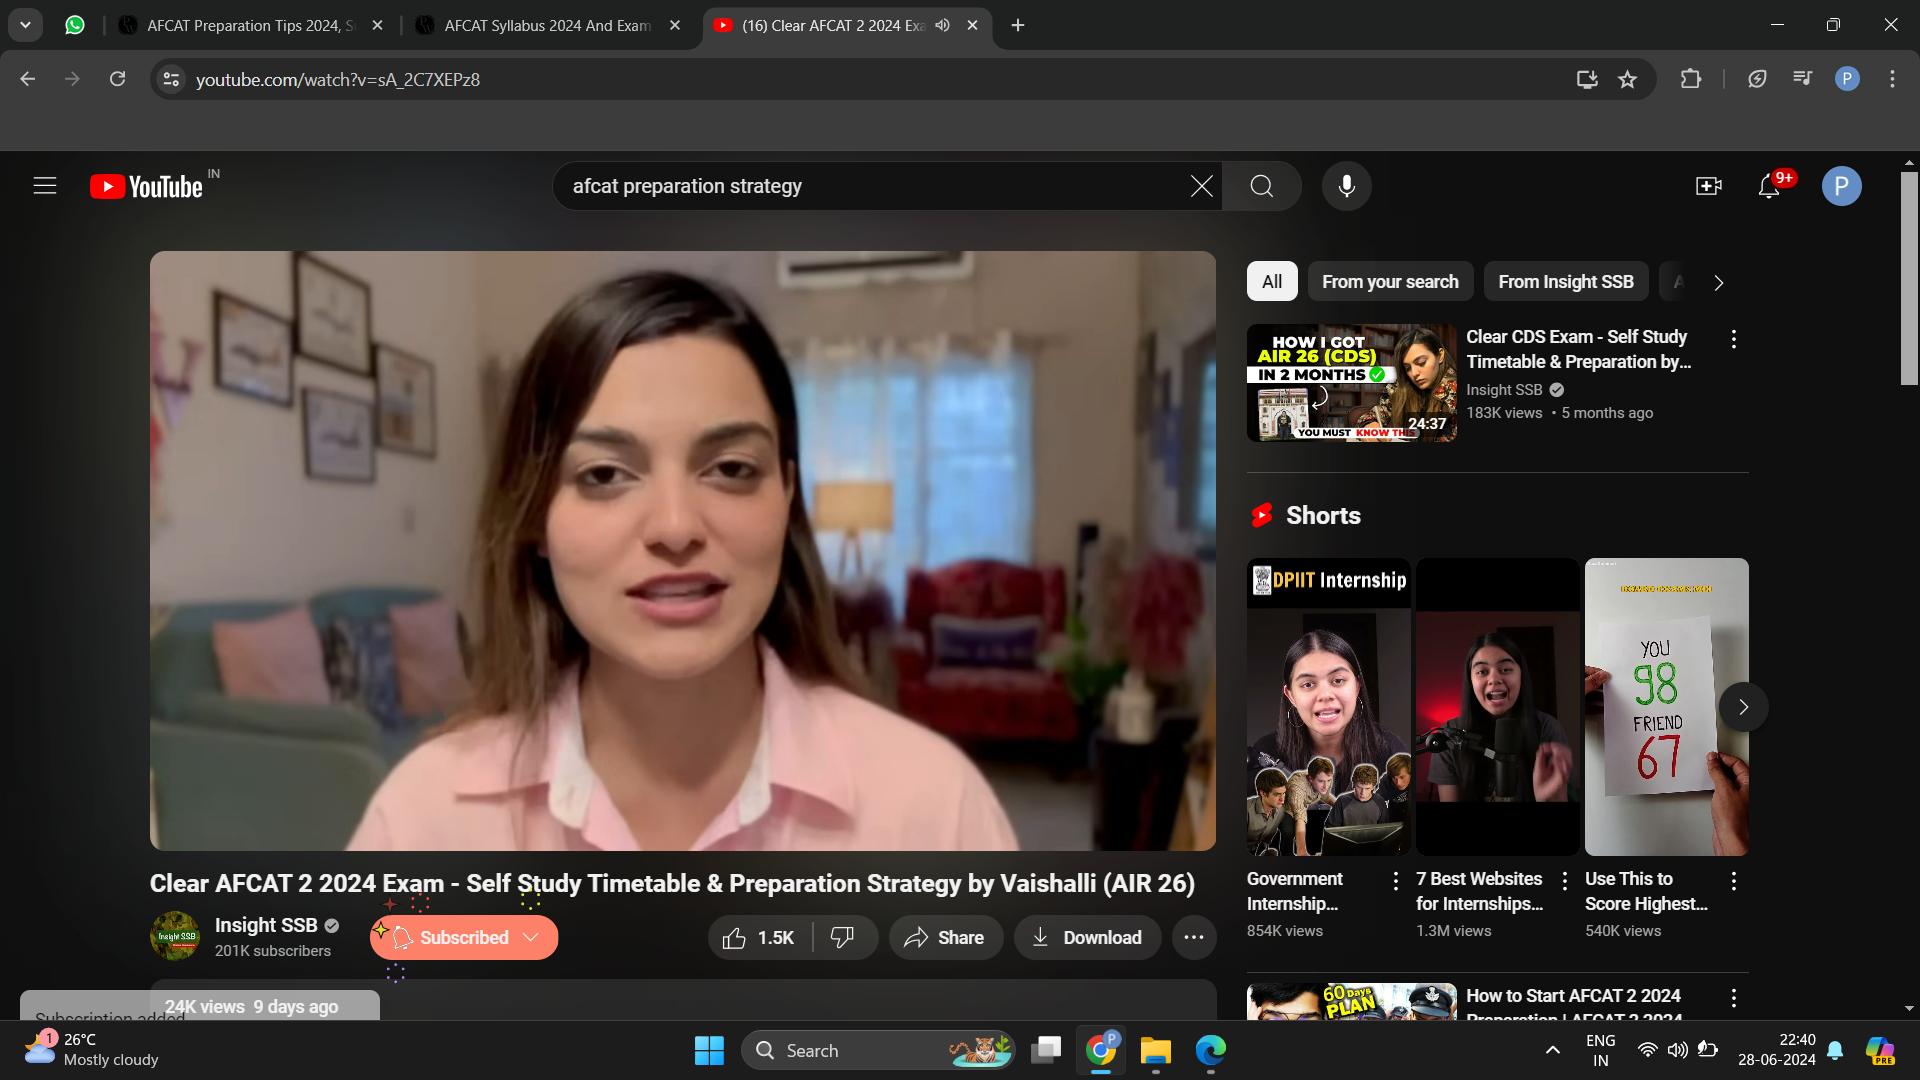 AFCAT Preparation Tips 2024, S
AFCAT Syllabus 2024 And Exam
(16) Clear AFCAT 2 2024 Exa
youtube.com/watch?v=sA_2C7XEPz8
P
YouTube IN
afcat preparation strategy
9+
P
All
From your search
From Insight SSB
A
HOW I GOT
AIR 26 (CDS)
IN 2 MONTHS
YOU MUST KNOW THIS
24:37
Clear CDS Exam - Self Study
Timetable & Preparation by...
Insight SSB
183K views • 5 months ago
Shorts
DPIIT Internship
YOU
98
FRIEND
67
Government
Internship...
854K views
7 Best Websites
for Internships...
1.3M views
Use This to
Score Highest...
540K views
Clear AFCAT 2 2024 Exam - Self Study Timetable & Preparation Strategy by Vaishalli (AIR 26)
Insight SSB
Insight SSB
201K subscribers
Subscribed
1.5K
Share
Download
24K views 9 days ago
Subscription added
60 Days
PLAN
How to Start AFCAT 2 2024
Preparation | AFCAT 2 2024
1
26°C
Mostly cloudy
Search
P
ENG
IN
22:40
28-06-2024
PRE